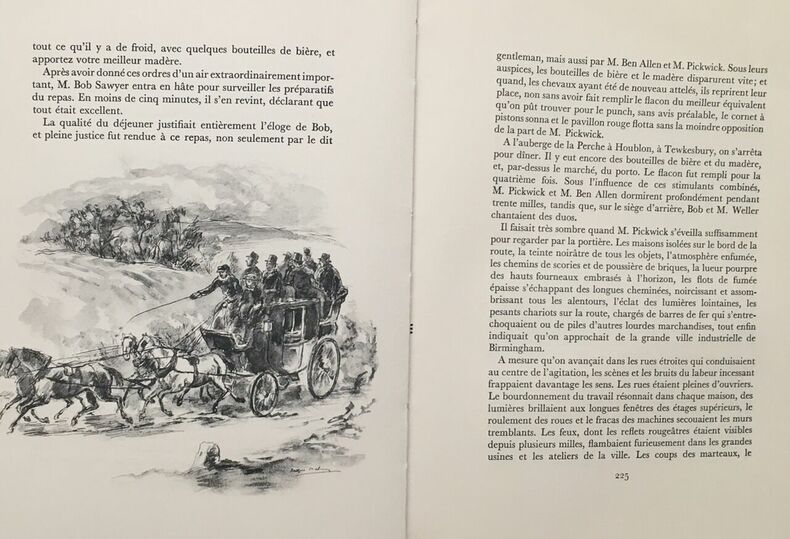 tout ce qu'il y a de froid, avec quelques bouteilles de bière, et
apportez votre meilleur madère.
Après avoir donné ces ordres d'un air extraordinairement impor-
tant, M. Bob Sawyer entra en hâte pour surveiller les préparatifs
du repas. En moins de cinq minutes, il s'en revint, déclarant que
tout était excellent.
La qualité du déjeuner justifiait entièrement l'éloge de Bob,
et pleine justice fut rendue à ce repas, non seulement par le dit
gentleman, mais aussi par M. Ben Allen et M. Pickwick. Sous leurs
auspices, les bouteilles de bière et le madère disparurent vite; et
quand, les chevaux ayant été de nouveau attelés, ils reprirent leur
place, non sans avoir fait remplir le flacon du meilleur équivalent
qu'on pût trouver pour le punch, sans avis préalable, le cornet à
pistons sonna et le pavillon rouge flotta sans la moindre opposition
de la part de M. Pickwick.
A l'auberge de la Perche à Houblon, à Tewkesbury, on s'arrêta
pour dîner. Il y eut encore des bouteilles de bière et du madère,
et, par-dessus le marché, du porto. Le flacon fut rempli pour la
quatrième fois. Sous l'influence de ces stimulants combinés,
M. Pickwick et M. Ben Allen dormirent profondément pendant
trente milles, tandis que, sur le siège d'arrière, Bob et M. Weller
chantaient des duos.
Il faisait très sombre quand M. Pickwick s'éveilla suffisamment
pour regarder par la portière. Les maisons isolées sur le bord de la
route, la teinte noirâtre de tous les objets, l'atmosphère enfumée,
les chemins de scories et de poussière de briques, la lueur pourpre
des hauts fourneaux embrasés à l'horizon, les flots de fumée
épaisse s'échappant des longues cheminées, noircissant et assom-
brissant tous les alentours, l'éclat des lumières lointaines, les
pesants chariots sur la route, chargés de barres de fer qui s'entre-
choquaient ou de piles d'autres lourdes marchandises, tout enfin
indiquait qu'on approchait de la grande ville industrielle de
Birmingham.
A mesure qu'on avançait dans les rues étroites qui conduisaient
au centre de l'agitation, les scènes et les bruits du labeur incessant
frappaient davantage les sens. Les rues étaient pleines d'ouvriers.
Le bourdonnement du travail résonnait dans chaque maison, des
lumières brillaient aux longues fenêtres des étages supérieurs, le
roulement des roues et le fracas des machines secouaient les murs
tremblants. Les feux, dont les reflets rougeâtres étaient visibles
depuis plusieurs milles, flambaient furieusement dans les grandes
usines et les ateliers de la ville. Les coups des marteaux, le
225